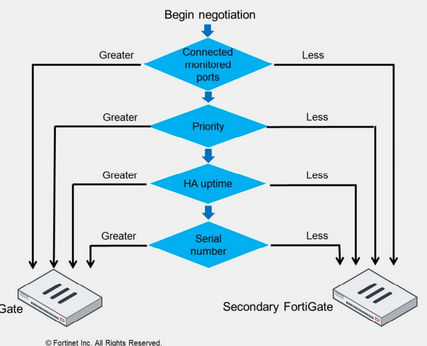 Begin negotiation
Greater
Connected
monitored
ports
Less
Greater
Priority
Less
Greater
HA uptime
Less
Greater
Serial
number
Less
Gate
Secondary FortiGate
© Fortinet Inc. All Rights Reserved.